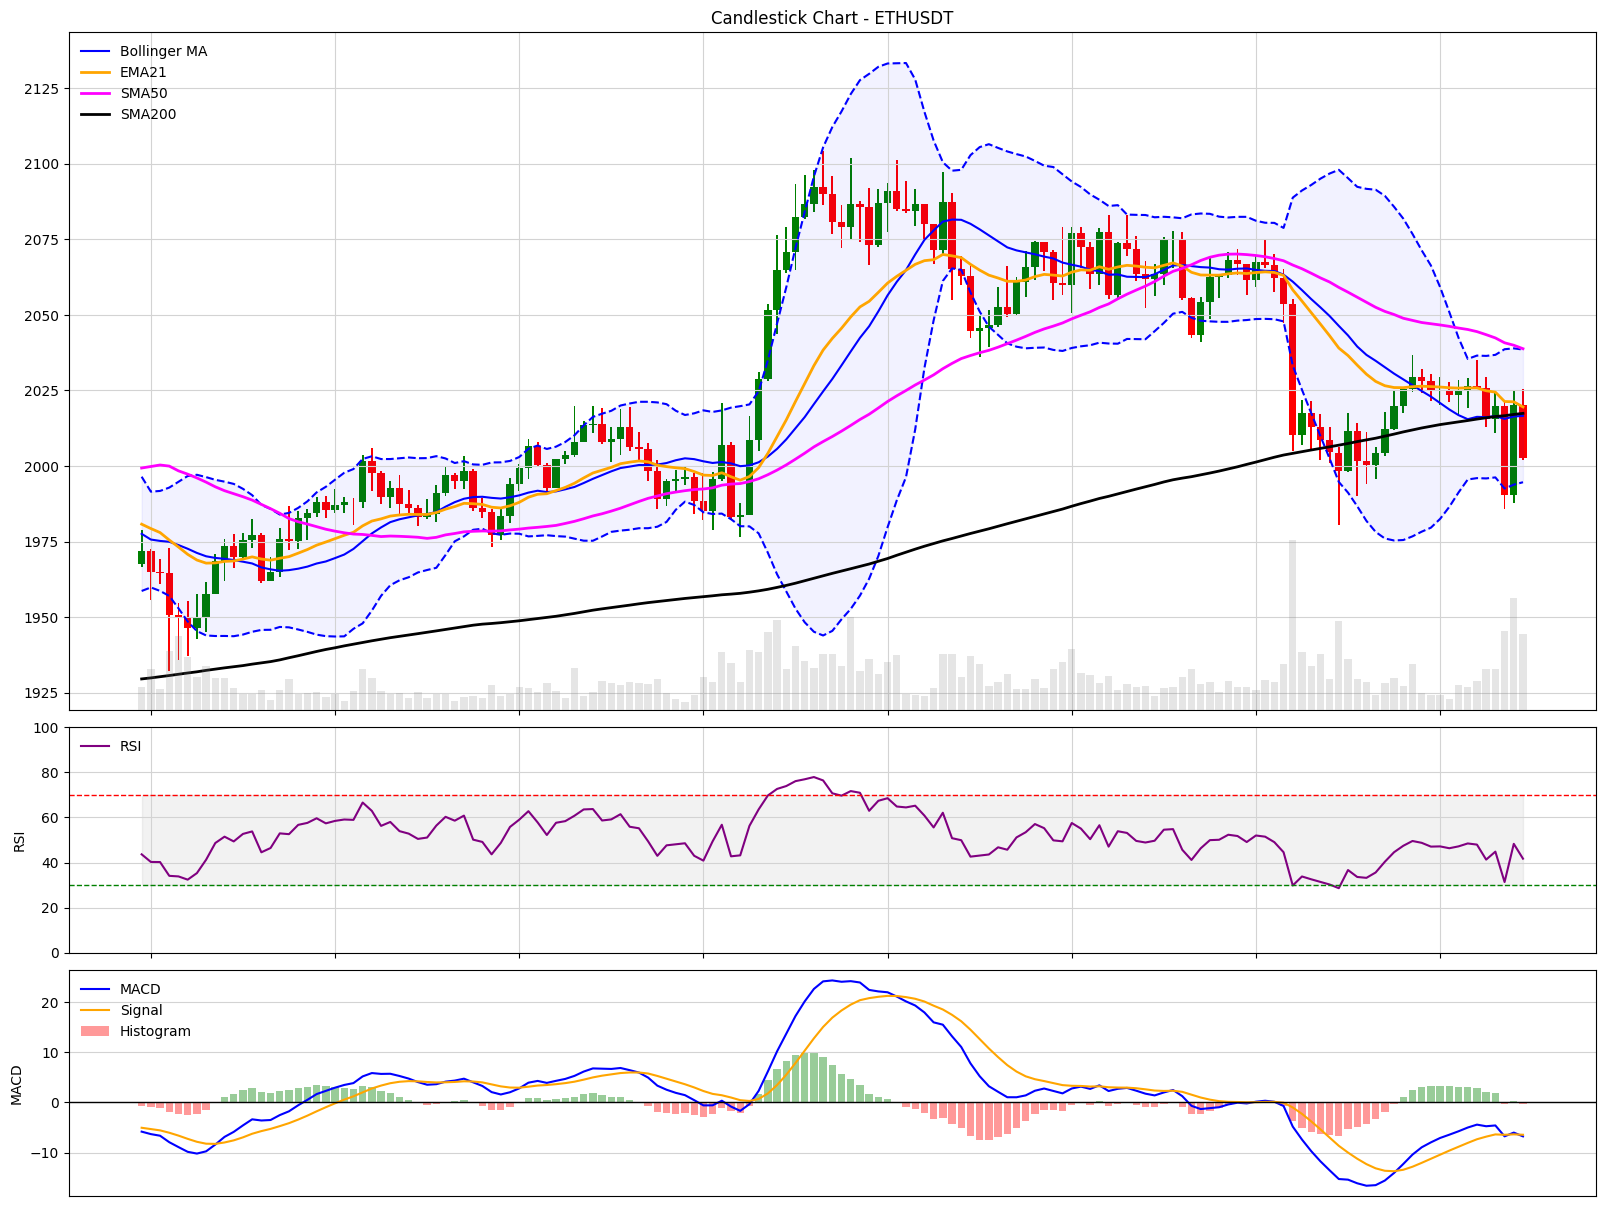 Candlestick Chart - ETHUSDT
Bollinger MA
EMA21
SMA50
SMA200
2125
2100
2075
2050
2025
2000
1975
1950
1925
RSI
RSI
100
80
60
40
20
0
MACD
MACD
Signal
Histogram
20
10
0
−10